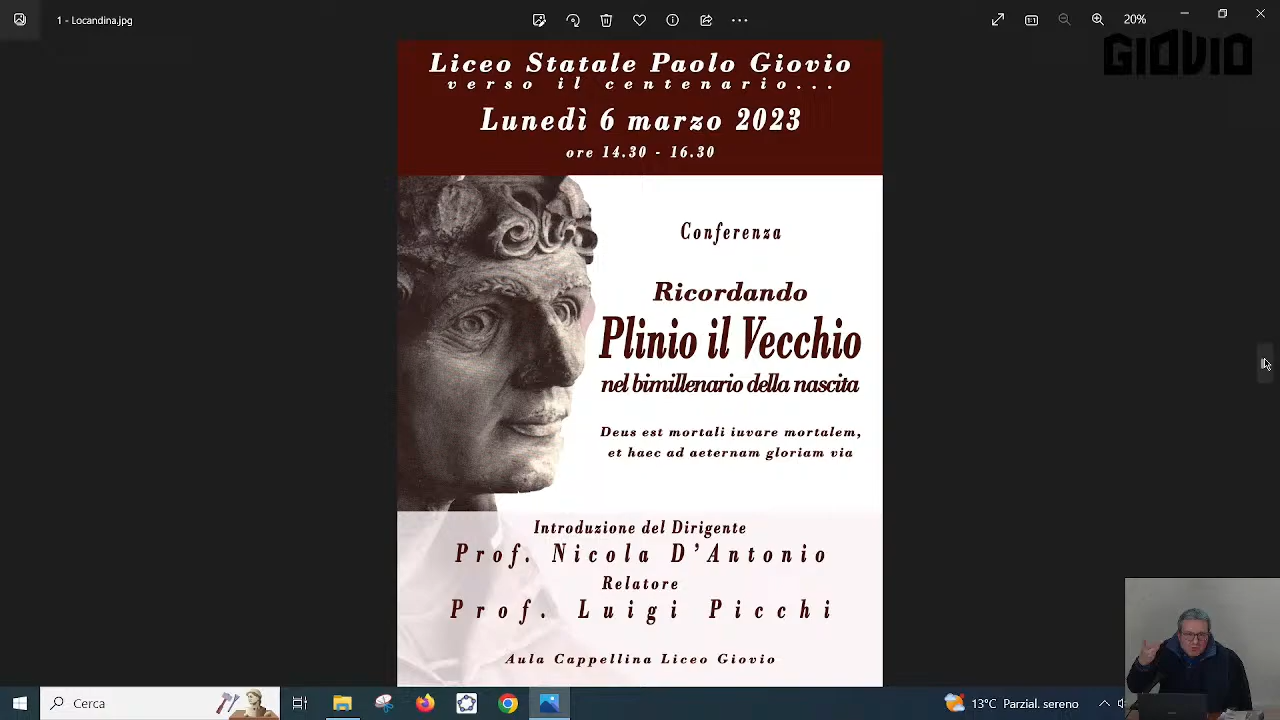 1 - Locandina.jpg
20%
GIOVIO
Liceo Statale Paolo Giovio
verso il centenario...
Lunedì 6 marzo 2023
ore 14.30 - 16.30
Conferenza
Ricordando
Plinio il Vecchio
nel bimillenario della nascita
Deus est mortali iuvare mortalem,
et haec ad aeternam gloriam via
Introduzione del Dirigente
Prof. Nicola D'Antonio
Relatore
Prof. Luigi Picchi
Aula Cappellina Liceo Giovio
Cerca
13°C Parzial. sereno